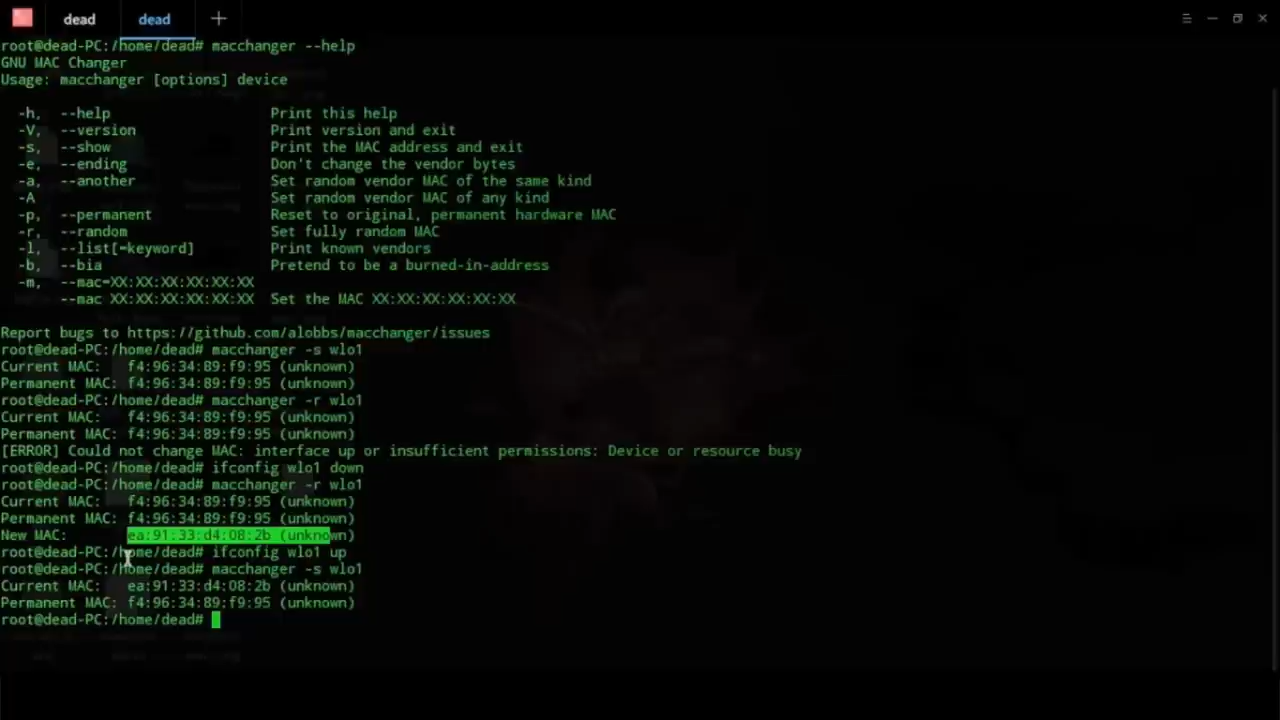 dead
dead
root@dead-PC:/home/dead# macchanger --help
GNU MAC Changer
Usage: macchanger [options] device
-h, --help Print this help
-V, --version Print version and exit
-s, --show Print the MAC address and exit
-e, --ending Don't change the vendor bytes
-a, --another Set random vendor MAC of the same kind
-A Set random vendor MAC of any kind
-p, --permanent Reset to original, permanent hardware MAC
-r, --random Set fully random MAC
-l, --list[=keyword] Print known vendors
-b, --bia Pretend to be a burned-in-address
-m, --mac=XX:XX:XX:XX:XX:XX
--mac XX:XX:XX:XX:XX:XX Set the MAC XX:XX:XX:XX:XX:XX
Report bugs to https://github.com/alobbs/macchanger/issues
root@dead-PC:/home/dead# macchanger -s wlo1
Current MAC: f4:96:34:89:f9:95 (unknown)
Permanent MAC: f4:96:34:89:f9:95 (unknown)
root@dead-PC:/home/dead# macchanger -r wlo1
Current MAC: f4:96:34:89:f9:95 (unknown)
Permanent MAC: f4:96:34:89:f9:95 (unknown)
[ERROR] Could not change MAC: interface up or insufficient permissions: Device or resource busy
root@dead-PC:/home/dead# ifconfig wlo1 down
root@dead-PC:/home/dead# macchanger -r wlo1
Current MAC: f4:96:34:89:f9:95 (unknown)
Permanent MAC: f4:96:34:89:f9:95 (unknown)
New MAC: ea:91:33:d4:08:2b (unknown)
root@dead-PC:/home/dead# ifconfig wlo1 up
root@dead-PC:/home/dead# macchanger -s wlo1
Current MAC: ea:91:33:d4:08:2b (unknown)
Permanent MAC: f4:96:34:89:f9:95 (unknown)
root@dead-PC:/home/dead#